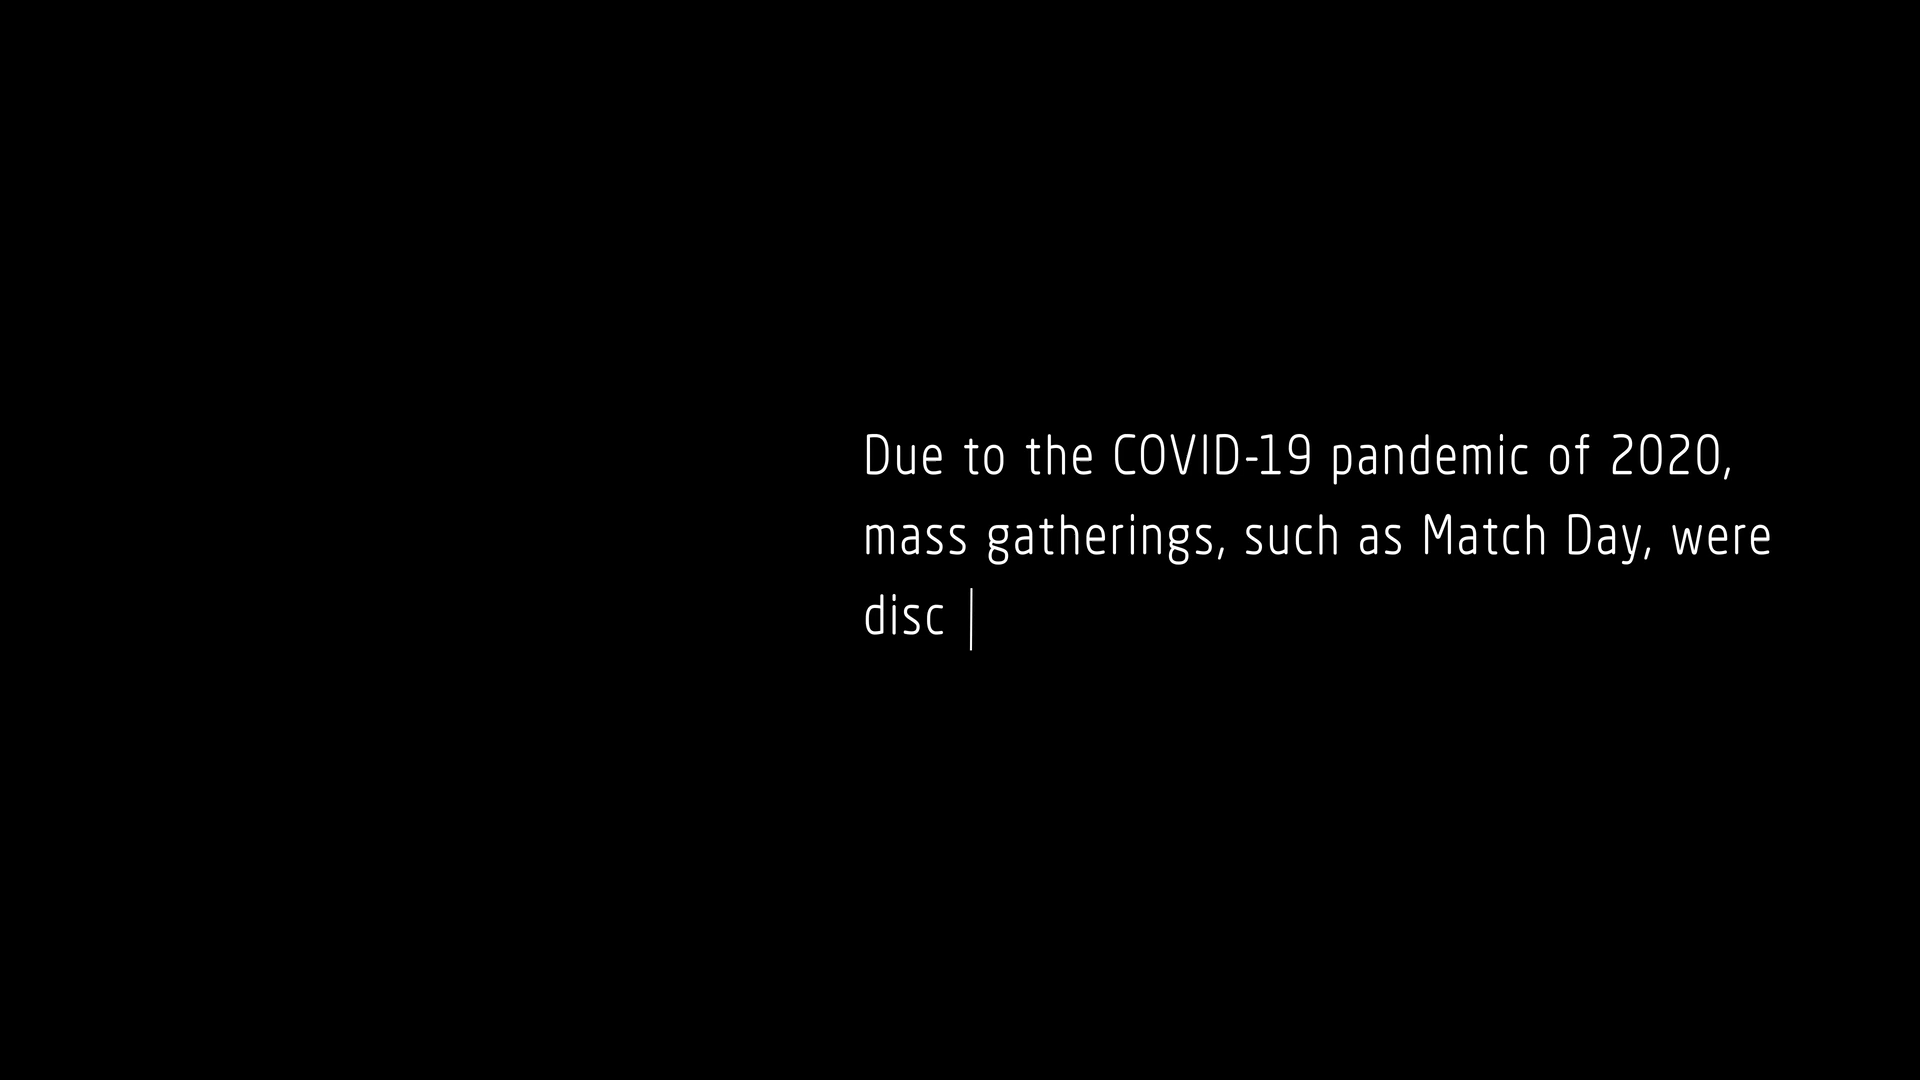 Due to the COVID-19 pandemic of 2020,
mass gatherings, such as Match Day, were
disc